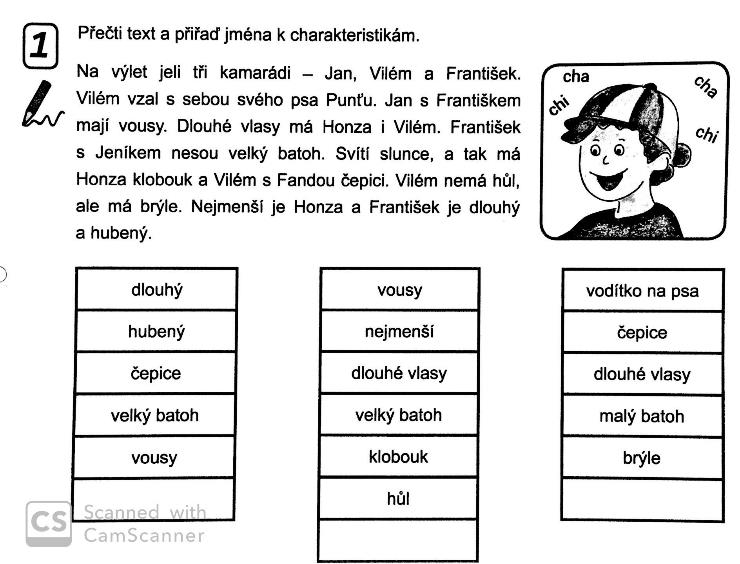 1
Přečti text a přiřaď jména k charakteristikám.
Na výlet jeli tři kamarádi – Jan, Vilém a František.
Vilém vzal s sebou svého psa Punťu. Jan s Františkem
mají vousy. Dlouhé vlasy má Honza i Vilém. František
s Jeníkem nesou velký batoh. Svítí slunce, a tak má
Honza klobouk a Vilém s Fandou čepici. Vilém nemá hůl,
ale má brýle. Nejmenší je Honza a František je dlouhý
a hubený.
cha
chi
cha
chi
dlouhý
hubený
čepice
velký batoh
vousy
vousy
nejmenší
dlouhé vlasy
velký batoh
klobouk
hůl
vodítko na psa
čepice
dlouhé vlasy
malý batoh
brýle
CS Scanned with
CamScanner